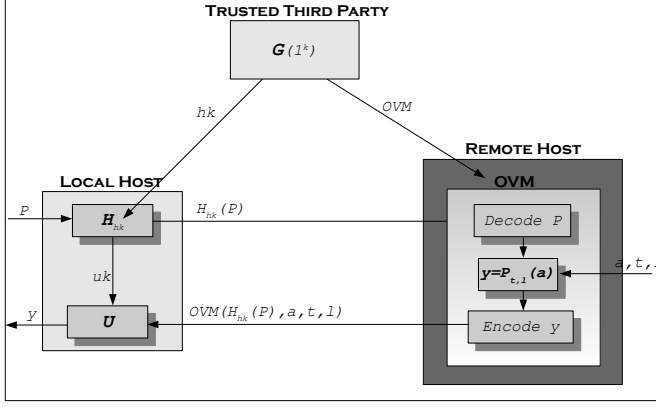 TRUSTED THIRD PARTY
G(1^k)
hk
OVM
REMOTE HOST
LOCAL HOST
OVM
P
H_hk
H_hk(P)
Decode P
uk
y=P_t,l(a)
a,t,l
y
U
OVM(H_hk(P),a,t,l)
Encode y